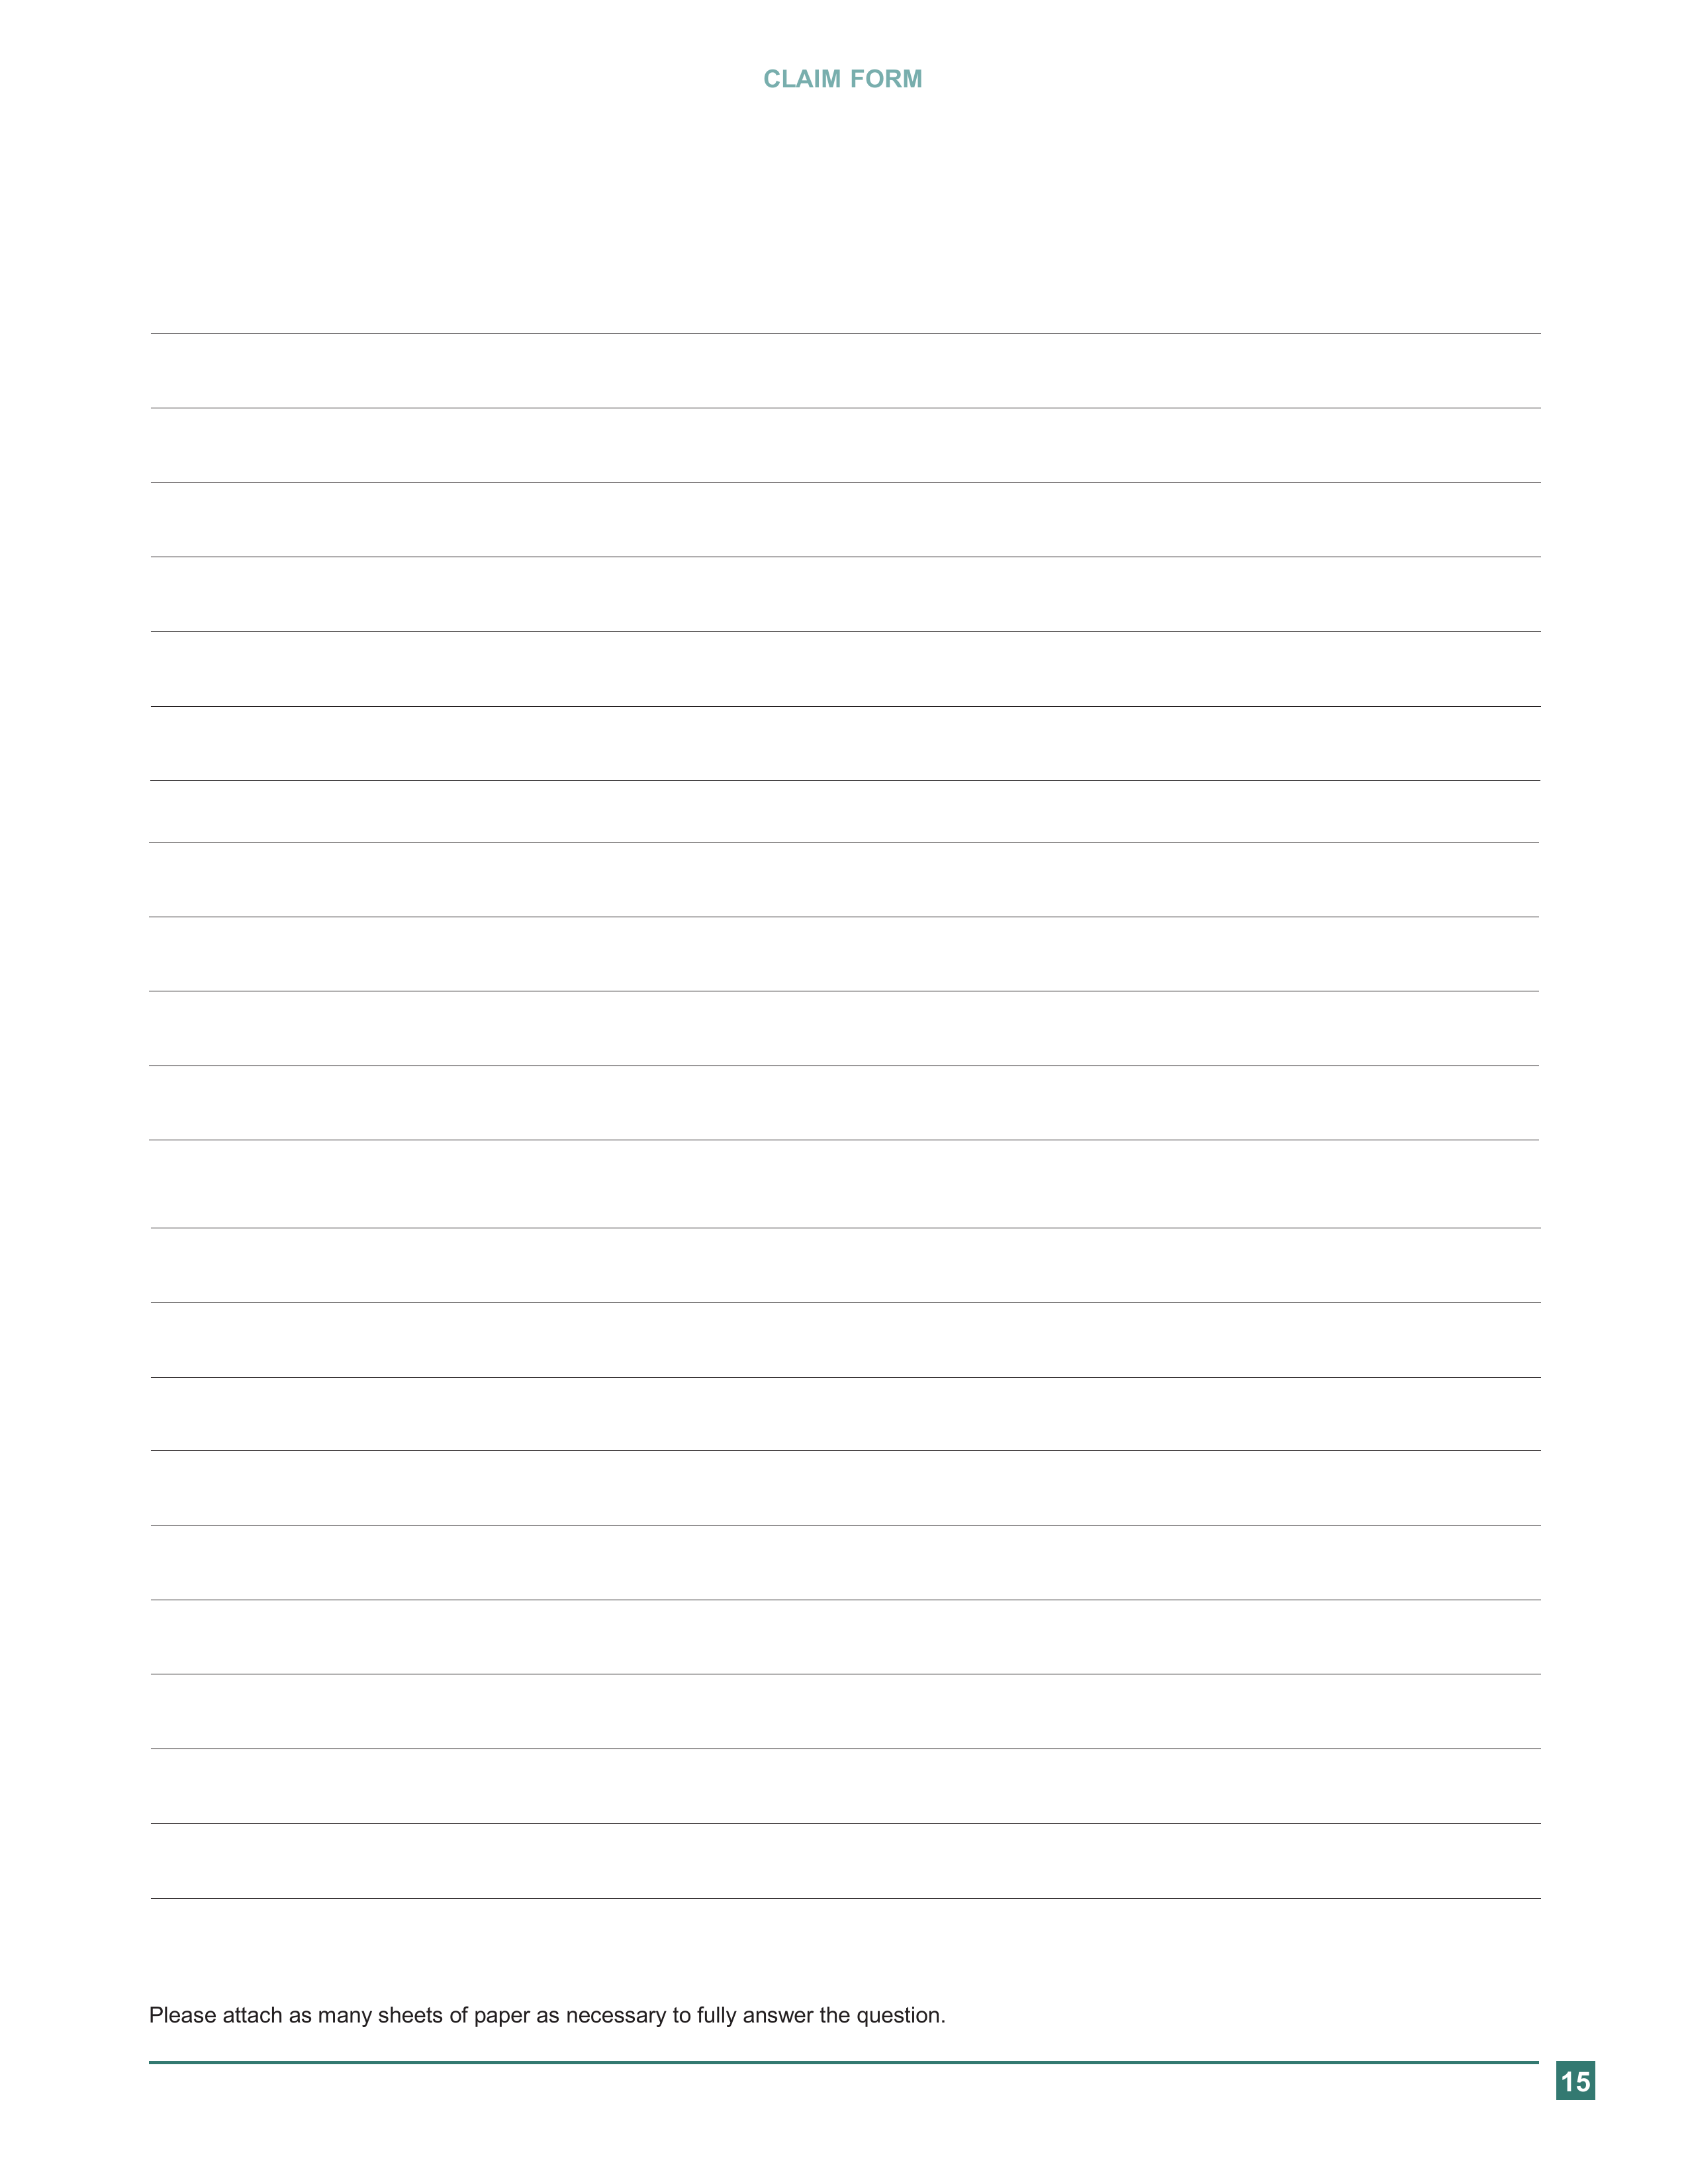 CLAIM FORM
Please attach as many sheets of paper as necessary to fully answer the question.
15